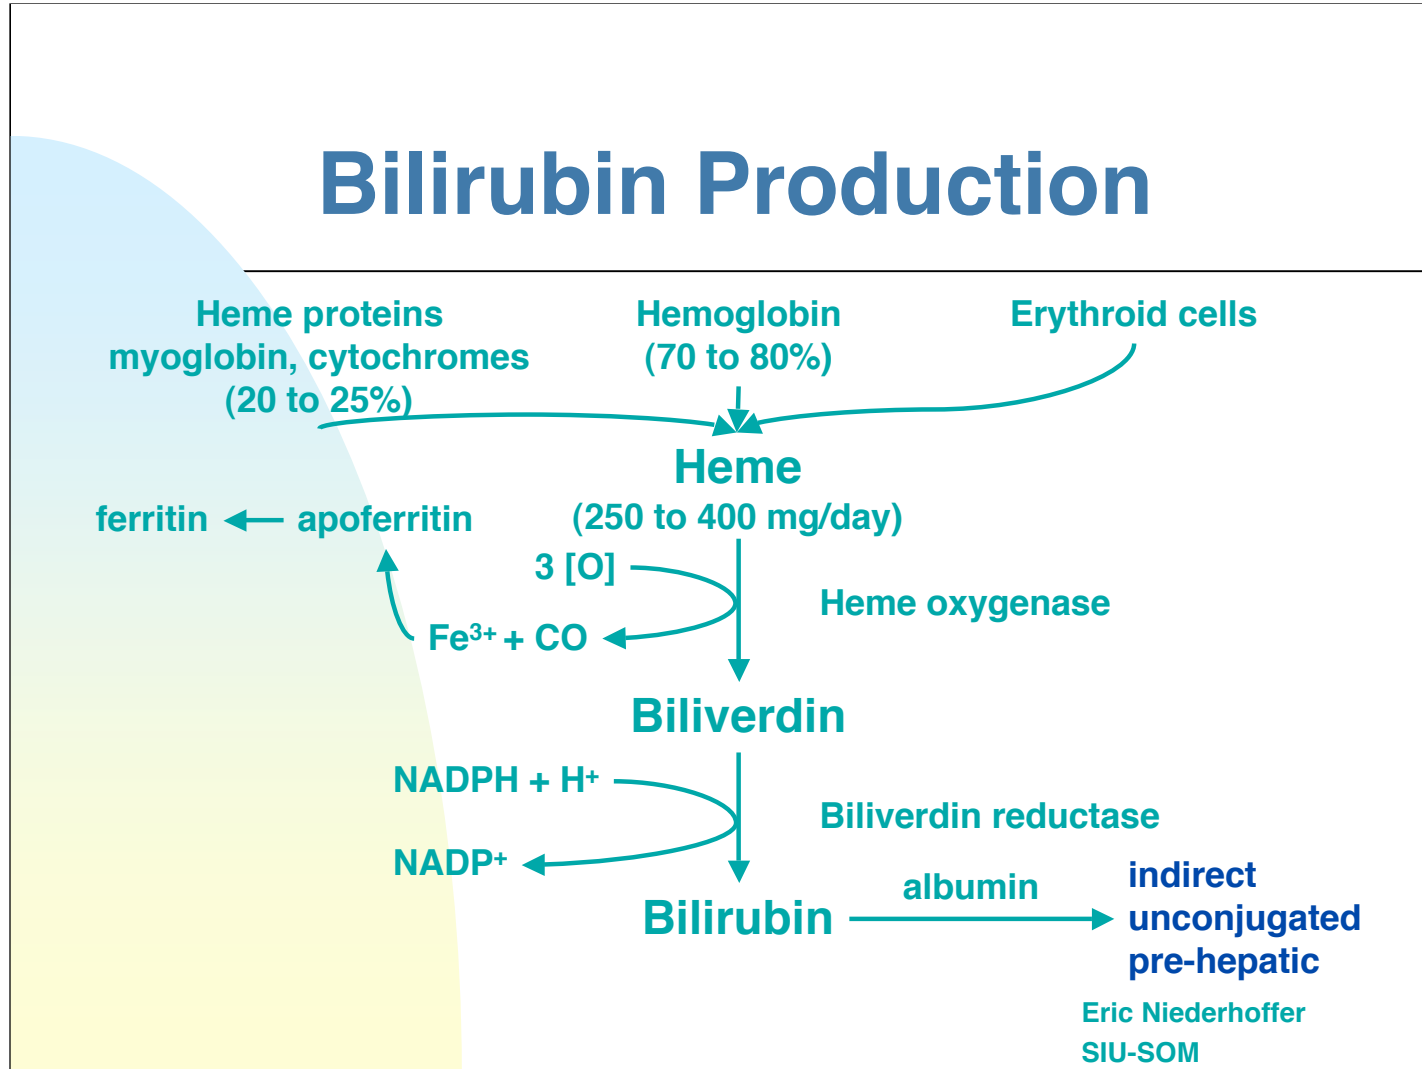 Bilirubin Production
Heme proteins
myoglobin, cytochromes
(20 to 25%)
Hemoglobin
(70 to 80%)
Erythroid cells
Heme
(250 to 400 mg/day)
ferritin
apoferritin
3 [O]
Heme oxygenase
Fe³⁺ + CO
Biliverdin
NADPH + H⁺
Biliverdin reductase
NADP⁺
Bilirubin
albumin
indirect
unconjugated
pre-hepatic
Eric Niederhoffer
SIU-SOM